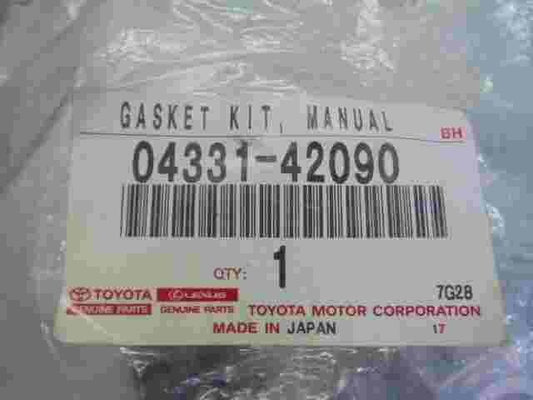 GASKET KIT, MANUAL
BH
04331-42090
QTY: 1
TOYOTA LEXUS 7G28
GENUINE PARTS GENUINE PARTS TOYOTA MOTOR CORPORATION
MADE IN JAPAN 17